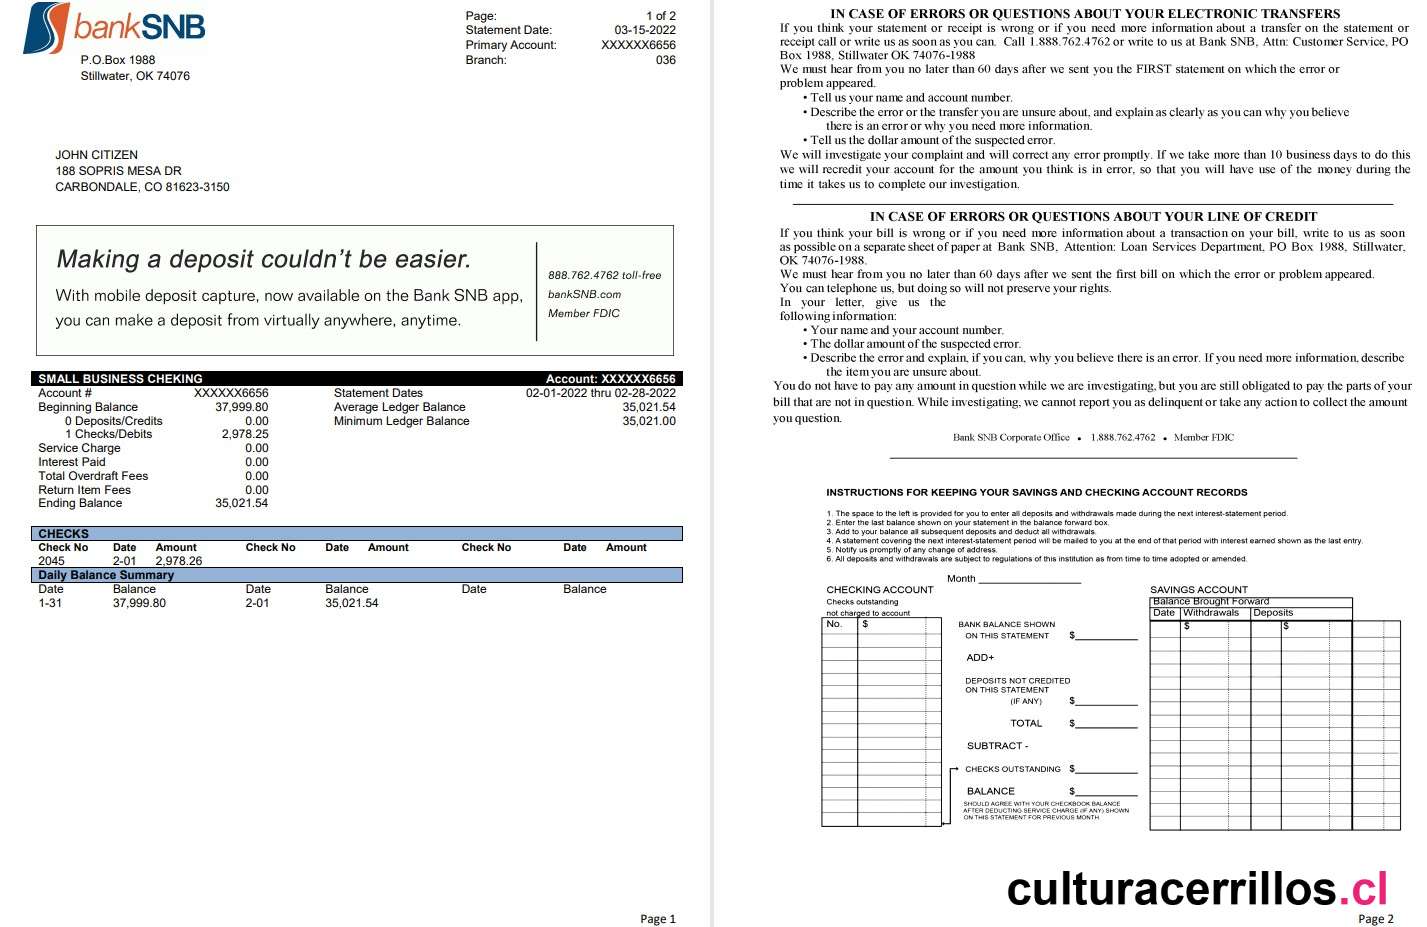 bankSNB
P.O.Box 1988
Stillwater, OK 74076
Page: 1 of 2
Statement Date: 03-15-2022
Primary Account: XXXXXX6656
Branch: 036
JOHN CITIZEN
188 SOPRIS MESA DR
CARBONDALE, CO 81623-3150
Making a deposit couldn't be easier.
With mobile deposit capture, now available on the Bank SNB app,
you can make a deposit from virtually anywhere, anytime.
888.762.4762 toll-free
bankSNB.com
Member FDIC
SMALL BUSINESS CHEKING Account: XXXXXX6656
Account # XXXXXX6656 Statement Dates 02-01-2022 thru 02-28-2022
Beginning Balance 37,999.80 Average Ledger Balance 35,021.54
0 Deposits/Credits 0.00 Minimum Ledger Balance 35,021.00
1 Checks/Debits 2,978.25
Service Charge 0.00
Interest Paid 0.00
Total Overdraft Fees 0.00
Return Item Fees 0.00
Ending Balance 35,021.54
CHECKS
Check No Date Amount Check No Date Amount Check No Date Amount
2045 2-01 2,978.26
Daily Balance Summary
Date Balance Date Balance Date Balance
1-31 37,999.80 2-01 35,021.54
Page 1
IN CASE OF ERRORS OR QUESTIONS ABOUT YOUR ELECTRONIC TRANSFERS
If you think your statement or receipt is wrong or if you need more information about a transfer on the statement or
receipt call or write us as soon as you can. Call 1.888.762.4762 or write to us at Bank SNB, Attn: Customer Service, PO
Box 1988, Stillwater OK 74076-1988
We must hear from you no later than 60 days after we sent you the FIRST statement on which the error or
problem appeared.
• Tell us your name and account number.
• Describe the error or the transfer you are unsure about, and explain as clearly as you can why you believe
there is an error or why you need more information.
• Tell us the dollar amount of the suspected error.
We will investigate your complaint and will correct any error promptly. If we take more than 10 business days to do this
we will recredit your account for the amount you think is in error, so that you will have use of the money during the
time it takes us to complete our investigation.
IN CASE OF ERRORS OR QUESTIONS ABOUT YOUR LINE OF CREDIT
If you think your bill is wrong or if you need more information about a transaction on your bill, write to us as soon
as possible on a separate sheet of paper at Bank SNB, Attention: Loan Services Department, PO Box 1988, Stillwater,
OK 74076-1988.
We must hear from you no later than 60 days after we sent the first bill on which the error or problem appeared.
You can telephone us, but doing so will not preserve your rights.
In your letter, give us the
following information:
• Your name and your account number.
• The dollar amount of the suspected error.
• Describe the error and explain, if you can, why you believe there is an error. If you need more information, describe
the item you are unsure about.
You do not have to pay any amount in question while we are investigating, but you are still obligated to pay the parts of your
bill that are not in question. While investigating, we cannot report you as delinquent or take any action to collect the amount
you question.
Bank SNB Corporate Office • 1.888.762.4762 • Member FDIC
INSTRUCTIONS FOR KEEPING YOUR SAVINGS AND CHECKING ACCOUNT RECORDS
1. The space to the left is provided for you to enter all deposits and withdrawals made during the next interest-statement period.
2. Enter the last balance shown on your statement in the balance forward box.
3. Add to your balance all subsequent deposits and deduct all withdrawals.
4. A statement covering the next interest-statement period will be mailed to you at the end of that period with interest earned shown as the last entry.
5. Notify us promptly of any change of address.
6. All deposits and withdrawals are subject to regulations of this institution as from time to time adopted or amended.
Month
CHECKING ACCOUNT
Checks outstanding
not charged to account
No. $
BANK BALANCE SHOWN
ON THIS STATEMENT $
ADD+
DEPOSITS NOT CREDITED
ON THIS STATEMENT
(IF ANY) $
TOTAL $
SUBTRACT -
CHECKS OUTSTANDING $
BALANCE $
SHOULD AGREE WITH YOUR CHECKBOOK BALANCE
AFTER DEDUCTING SERVICE CHARGE (IF ANY) SHOWN
ON THIS STATEMENT FOR PREVIOUS MONTH
SAVINGS ACCOUNT
Balance Brought Forward
Date Withdrawals Deposits
$ $
culturacerrillos.cl
Page 2